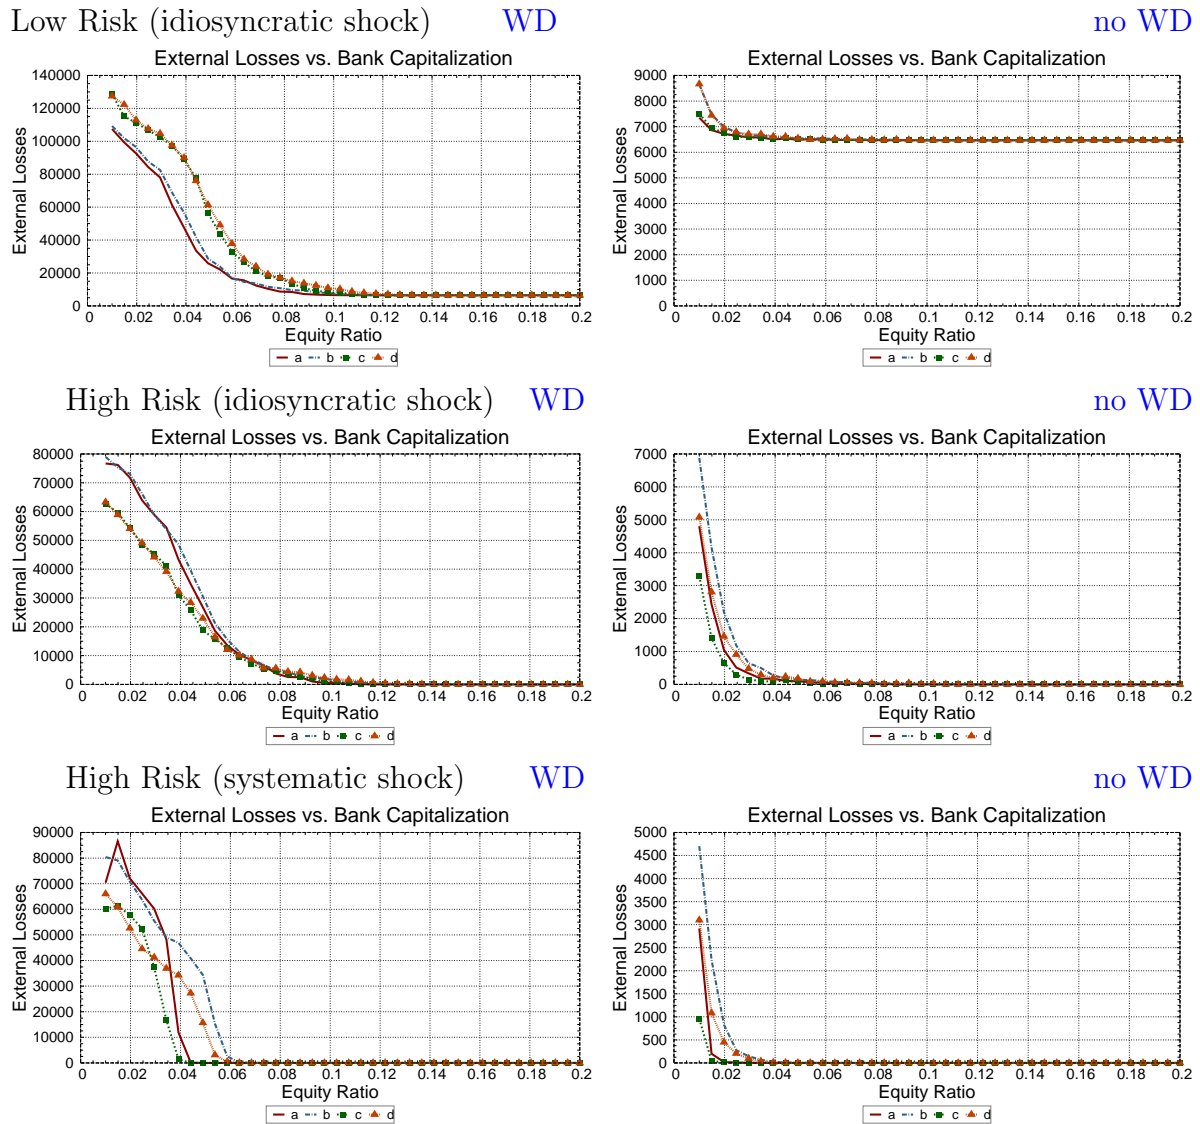 Low Risk (idiosyncratic shock) WD no WD
External Losses vs. Bank Capitalization
External Losses
140000
120000
100000
80000
60000
40000
20000
0
0 0.02 0.04 0.06 0.08 0.1 0.12 0.14 0.16 0.18 0.2
Equity Ratio
a b c d
External Losses vs. Bank Capitalization
External Losses
9000
8000
7000
6000
5000
4000
3000
2000
1000
0
0 0.02 0.04 0.06 0.08 0.1 0.12 0.14 0.16 0.18 0.2
Equity Ratio
a b c d
High Risk (idiosyncratic shock) WD no WD
External Losses vs. Bank Capitalization
External Losses
80000
70000
60000
50000
40000
30000
20000
10000
0
0 0.02 0.04 0.06 0.08 0.1 0.12 0.14 0.16 0.18 0.2
Equity Ratio
a b c d
External Losses vs. Bank Capitalization
External Losses
7000
6000
5000
4000
3000
2000
1000
0
0 0.02 0.04 0.06 0.08 0.1 0.12 0.14 0.16 0.18 0.2
Equity Ratio
a b c d
High Risk (systematic shock) WD no WD
External Losses vs. Bank Capitalization
External Losses
90000
80000
70000
60000
50000
40000
30000
20000
10000
0
0 0.02 0.04 0.06 0.08 0.1 0.12 0.14 0.16 0.18 0.2
Equity Ratio
a b c d
External Losses vs. Bank Capitalization
External Losses
5000
4500
4000
3500
3000
2500
2000
1500
1000
500
0
0 0.02 0.04 0.06 0.08 0.1 0.12 0.14 0.16 0.18 0.2
Equity Ratio
a b c d